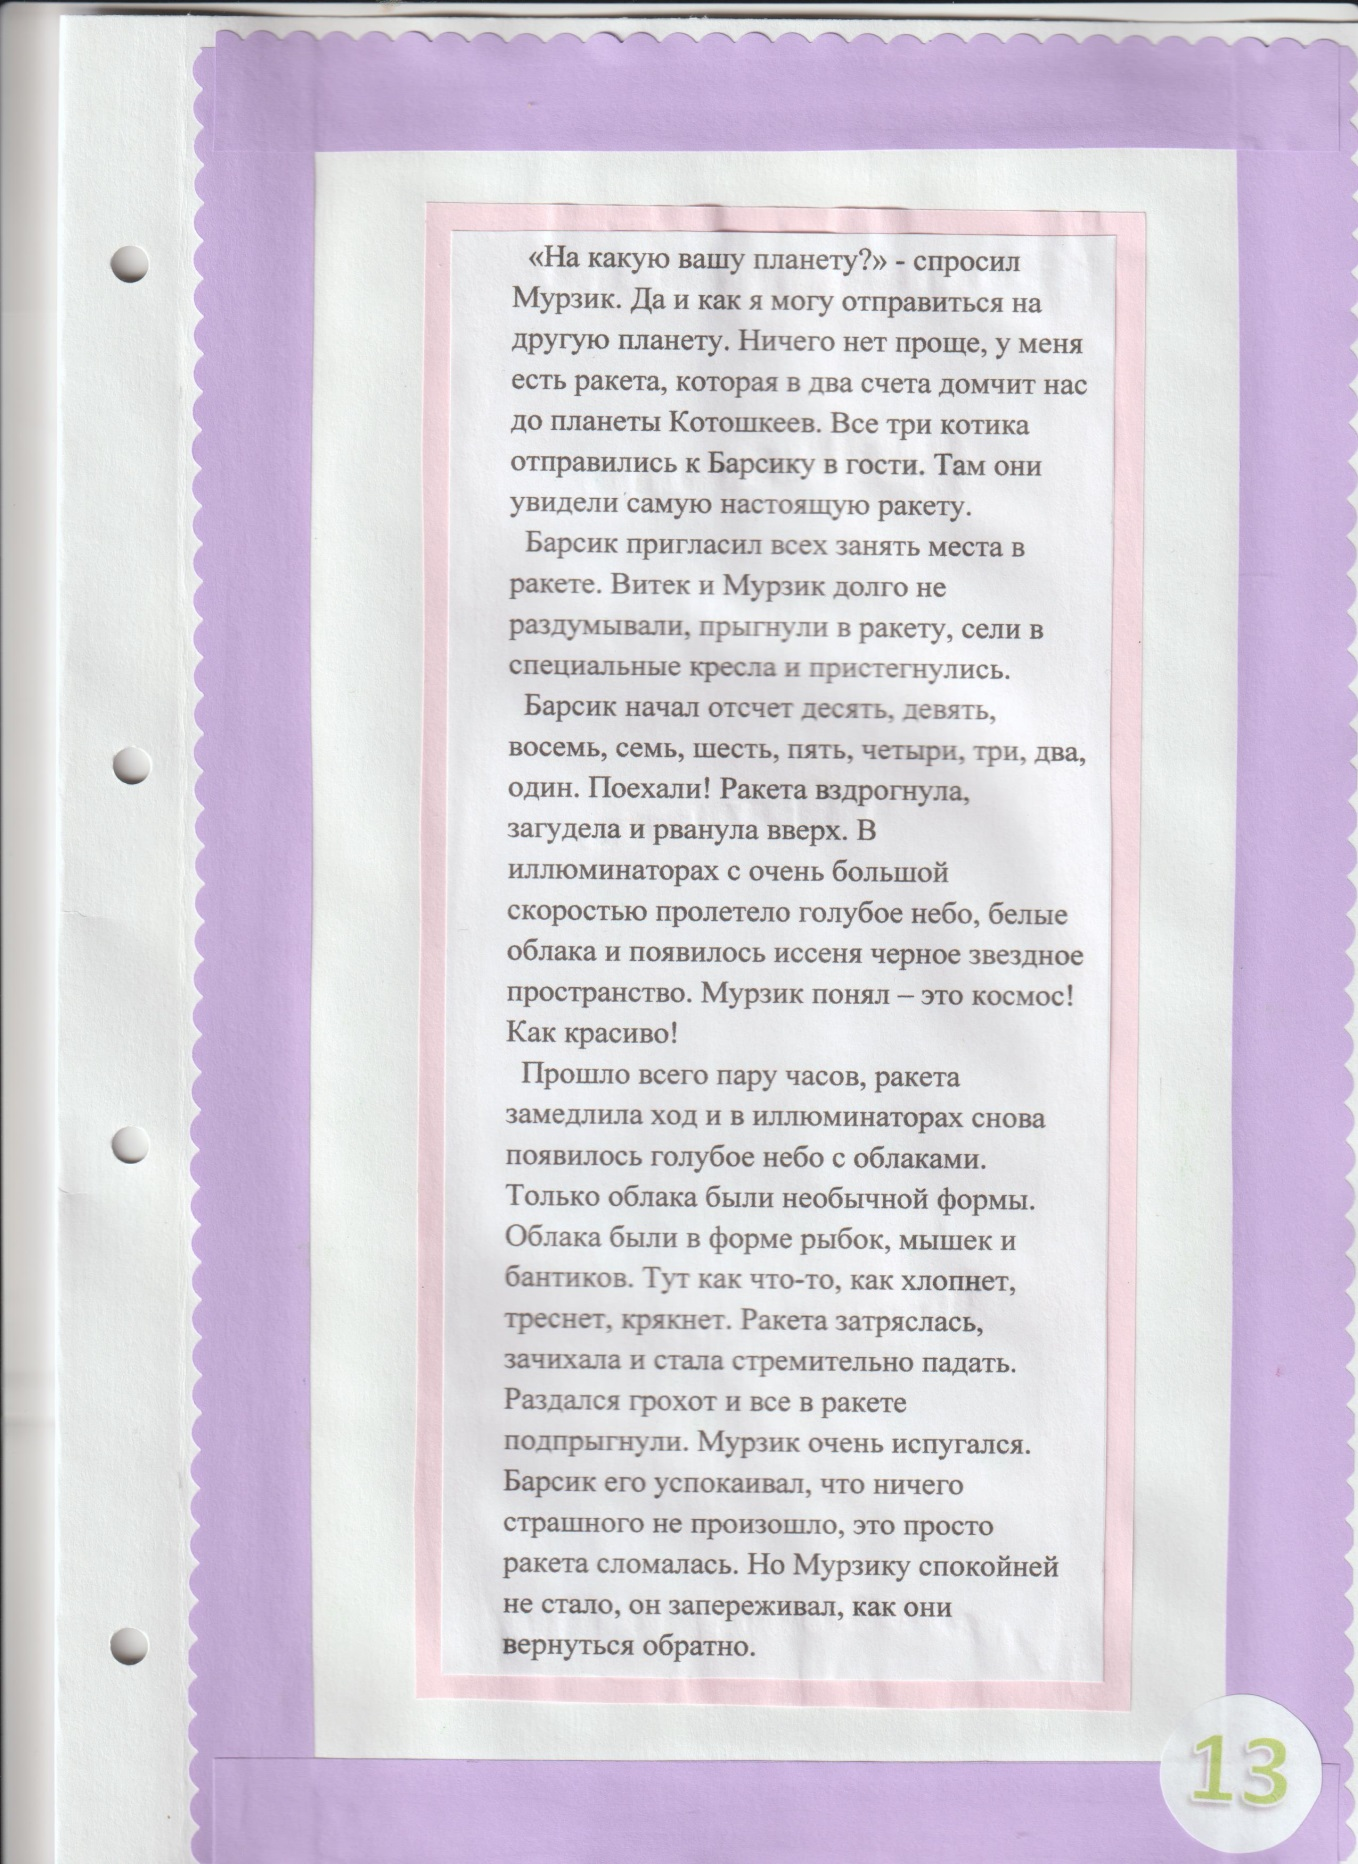 «На какую вашу планету?» - спросил
Мурзик. Да и как я могу отправиться на
другую планету. Ничего нет проще, у меня
есть ракета, которая в два счета домчит нас
до планеты Котошкеев. Все три котика
отправились к Барсику в гости. Там они
увидели самую настоящую ракету.
Барсик пригласил всех занять места в
ракете. Витек и Мурзик долго не
раздумывали, прыгнули в ракету, сели в
специальные кресла и пристегнулись.
Барсик начал отсчет десять, девять,
восемь, семь, шесть, пять, четыри, три, два,
один. Поехали! Ракета вздрогнула,
загудела и рванула вверх. В
иллюминаторах с очень большой
скоростью пролетело голубое небо, белые
облака и появилось иссеня черное звездное
пространство. Мурзик понял – это космос!
Как красиво!
Прошло всего пару часов, ракета
замедлила ход и в иллюминаторах снова
появилось голубое небо с облаками.
Только облака были необычной формы.
Облака были в форме рыбок, мышек и
бантиков. Тут как что-то, как хлопнет,
треснет, крякнет. Ракета затряслась,
зачихала и стала стремительно падать.
Раздался грохот и все в ракете
подпрыгнули. Мурзик очень испугался.
Барсик его успокаивал, что ничего
страшного не произошло, это просто
ракета сломалась. Но Мурзику спокойней
не стало, он запереживал, как они
вернуться обратно.
13